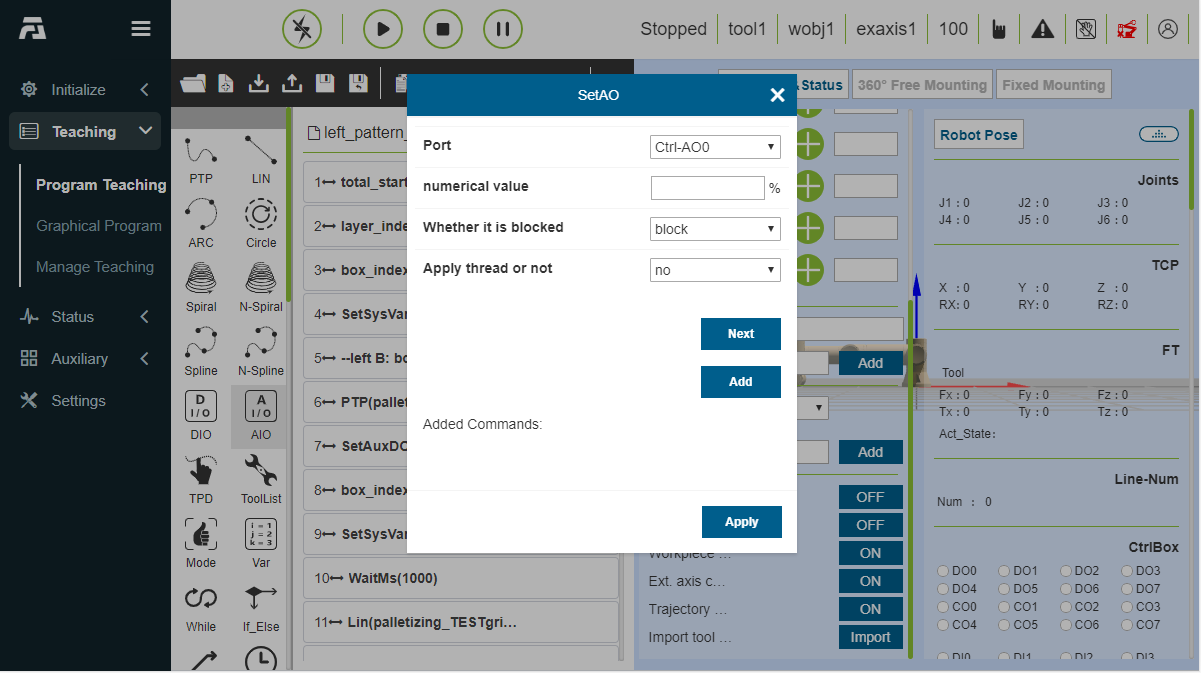 Stopped tool1 wobj1 exaxis1 100
Initialize
Teaching
Program Teaching
Graphical Program
Manage Teaching
Status
Auxiliary
Settings
PTP LIN
ARC Circle
Spiral N-Spiral
Spline N-Spline
D I/O A I/O
DIO AIO
TPD ToolList
i = 1
j = 2
k = 3
Mode Var
While If_Else
left_pattern_
1 total_start
2 layer_inde
3 box_index
4 SetSysVar
5 --left B: bo
6 PTP(pallet
7 SetAuxDO
8 box_index
9 SetSysVar
10 WaitMs(1000)
11 Lin(palletizing_TESTgri...
SetAO
Port Ctrl-AO0
numerical value %
Whether it is blocked block
Apply thread or not no
Next
Add
Added Commands:
Apply
Status 360° Free Mounting Fixed Mounting
Add
Add
OFF
OFF
Workpiece ... ON
Ext. axis c... ON
Trajectory ... ON
Import tool ... Import
Robot Pose
Joints
J1 : 0 J2 : 0 J3 : 0
J4 : 0 J5 : 0 J6 : 0
TCP
X : 0 Y : 0 Z : 0
RX: 0 RY: 0 RZ: 0
FT
Tool
Fx : 0 Fy : 0 Fz : 0
Tx : 0 Ty : 0 Tz : 0
Act_State:
Line-Num
Num : 0
CtrlBox
DO0 DO1 DO2 DO3
DO4 DO5 DO6 DO7
CO0 CO1 CO2 CO3
CO4 CO5 CO6 CO7
DI0 DI1 DI2 DI3